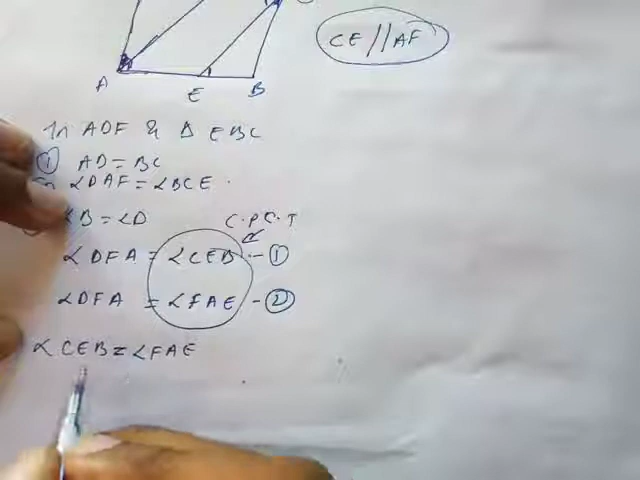 CE//AF
A
E
B
In ADF & Δ EBC
① AD=BC
∠DAF = ∠BCE
∠B = ∠D
C.P.C.T
∠DFA = ∠CEB - ①
∠DFA = ∠FAE - ②
∠CEB = ∠FAE